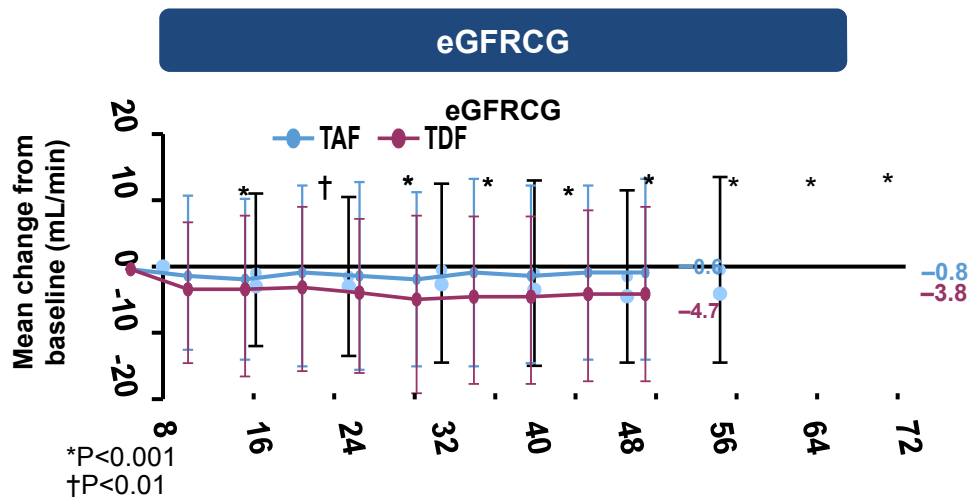 eGFRCG
eGFRCG
TAF TDF
Mean change from
baseline (mL/min)
20
10
0
-10
-20
* † * * * * * * *
–0.6
–4.7
–0.8
–3.8
8 16 24 32 40 48 56 64 72
*P<0.001
†P<0.01